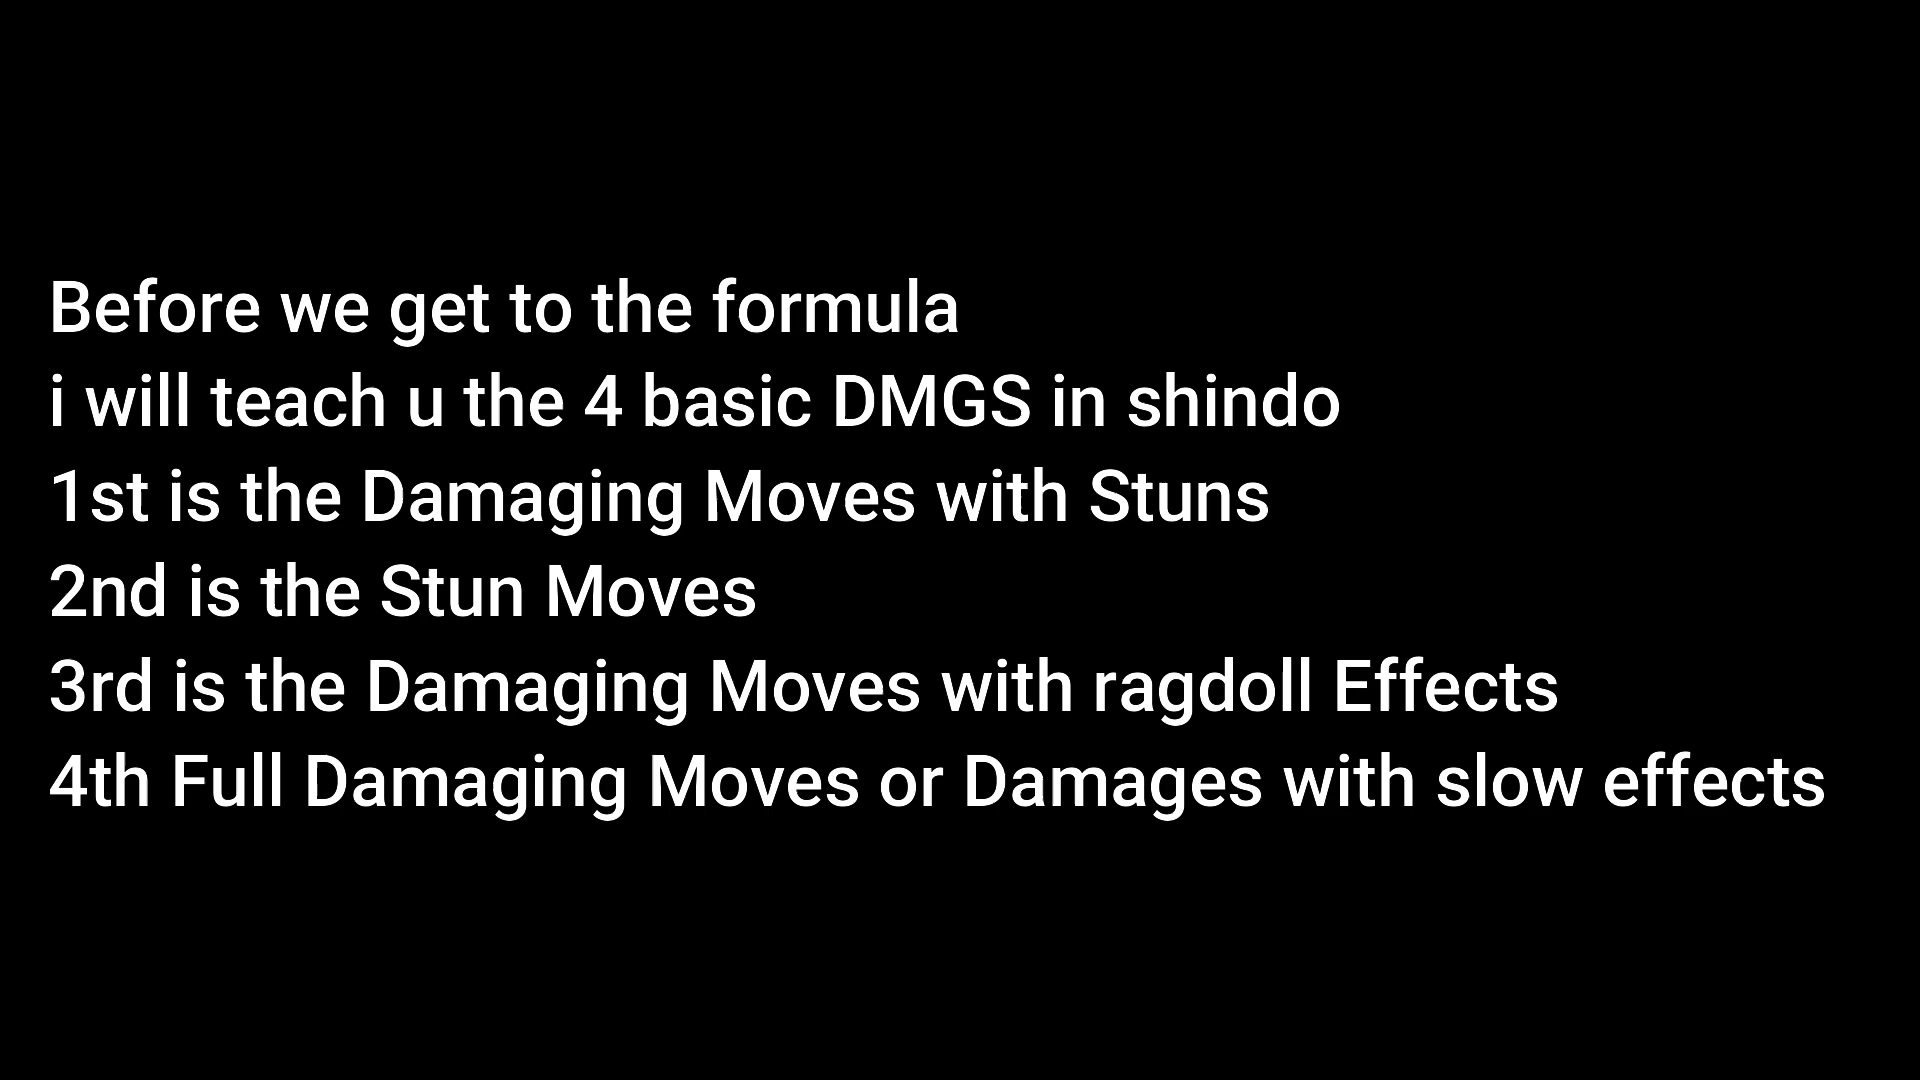 Before we get to the formula
i will teach u the 4 basic DMGS in shindo
1st is the Damaging Moves with Stuns
2nd is the Stun Moves
3rd is the Damaging Moves with ragdoll Effects
4th Full Damaging Moves or Damages with slow effects